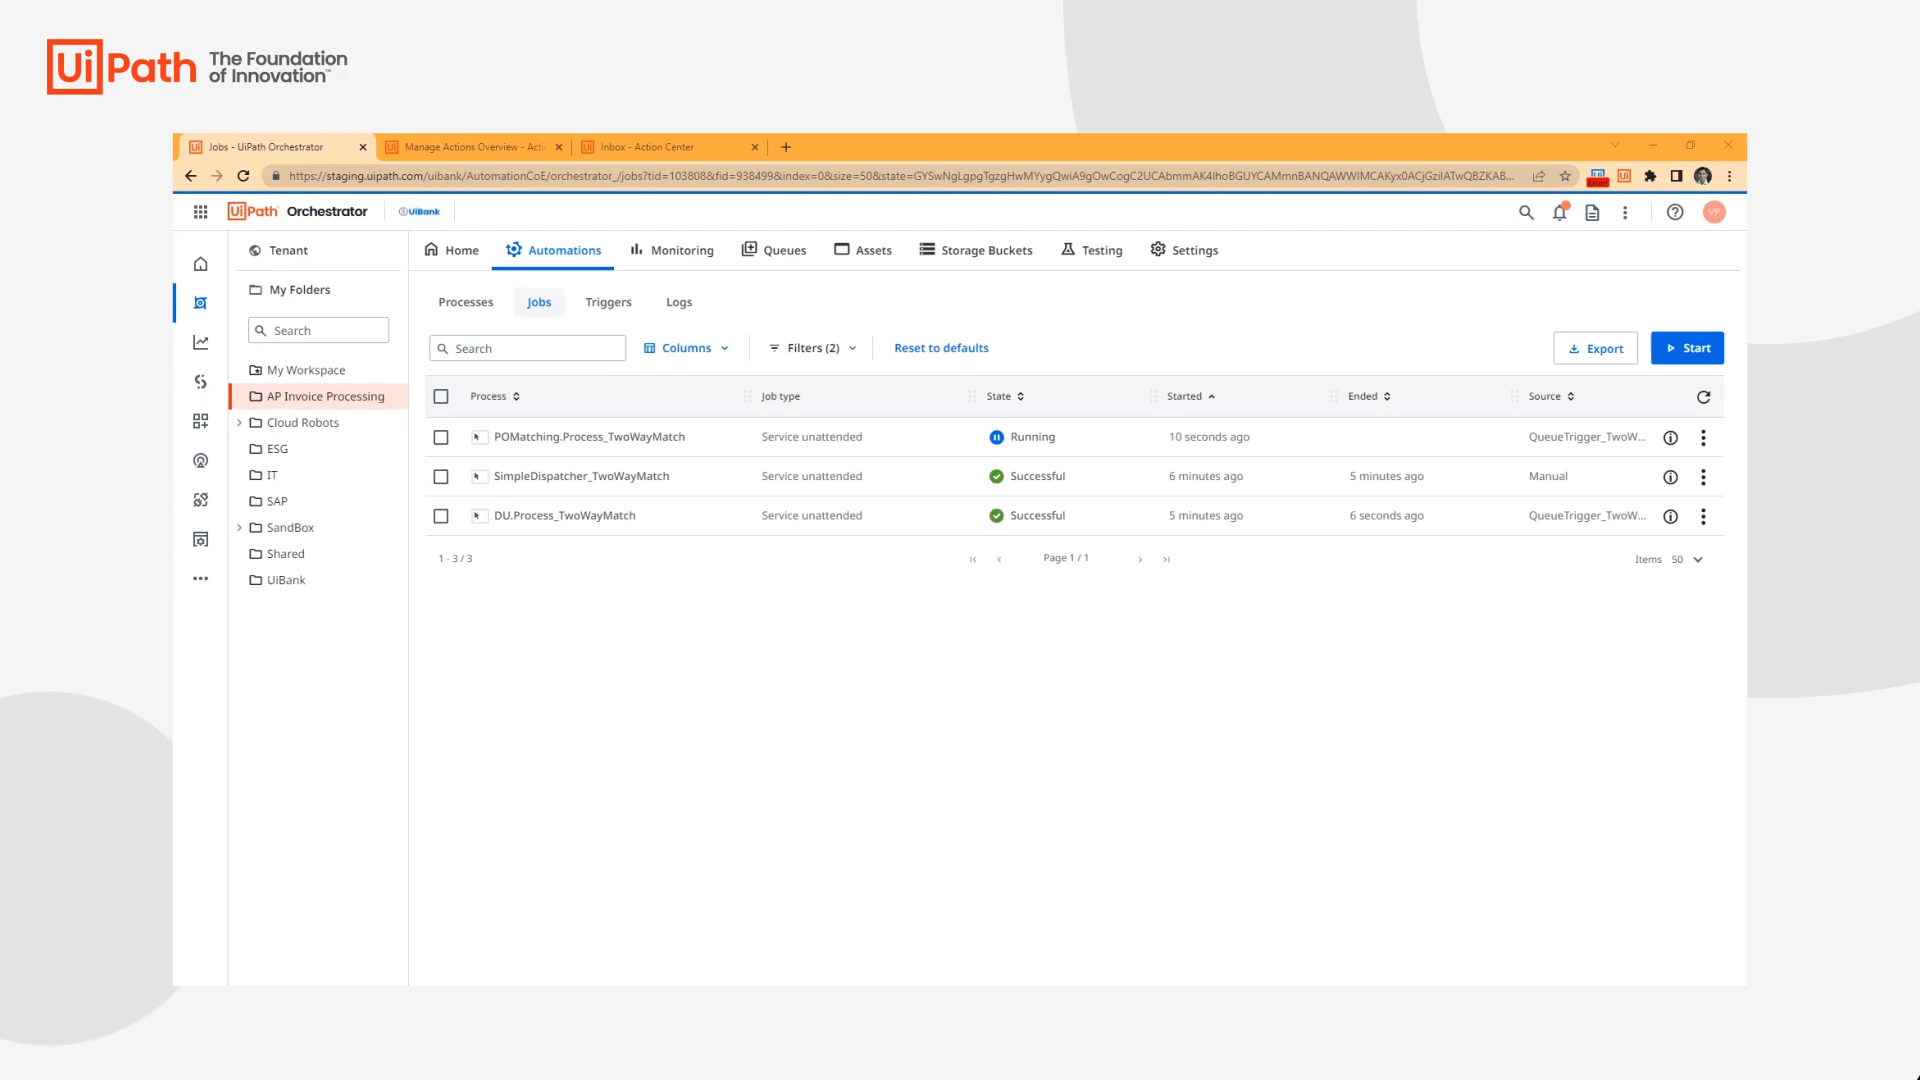 UiPath The Foundation of Innovation™
Jobs - UiPath Orchestrator
Manage Actions Overview - Acti
Inbox - Action Center
UiPath Orchestrator
UiBank
VP
Tenant
Home
Automations
Monitoring
Queues
Assets
Storage Buckets
Testing
Settings
My Folders
Search
My Workspace
AP Invoice Processing
Cloud Robots
ESG
IT
SAP
SandBox
Shared
UiBank
Processes
Jobs
Triggers
Logs
Search
Columns
Filters (2)
Reset to defaults
Export
Start
Process Job type State Started Ended Source
POMatching.Process_TwoWayMatch Service unattended Running 10 seconds ago QueueTrigger_TwoW...
SimpleDispatcher_TwoWayMatch Service unattended Successful 6 minutes ago 5 minutes ago Manual
DU.Process_TwoWayMatch Service unattended Successful 5 minutes ago 6 seconds ago QueueTrigger_TwoW...
1 - 3 / 3
Page 1 / 1
Items 50